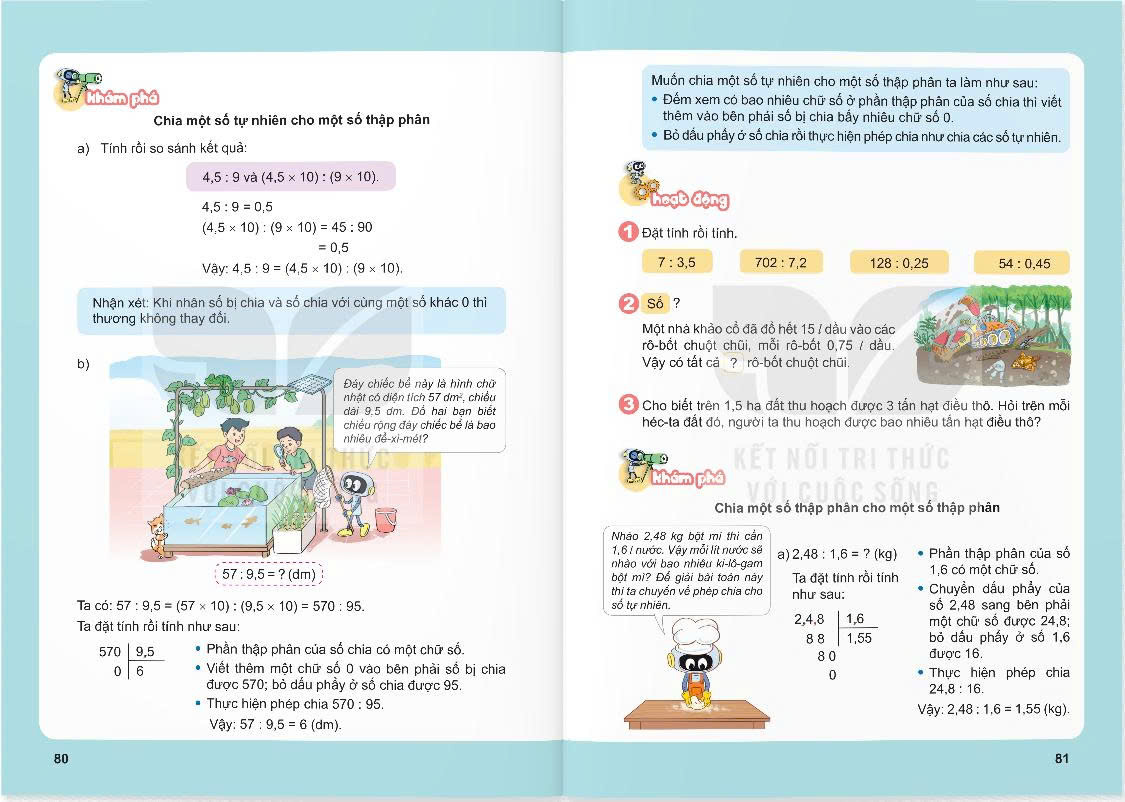 Khám phá
Chia một số tự nhiên cho một số thập phân
a) Tính rồi so sánh kết quả:
4,5 : 9 và (4,5 × 10) : (9 × 10).
4,5 : 9 = 0,5
(4,5 × 10) : (9 × 10) = 45 : 90
= 0,5
Vậy: 4,5 : 9 = (4,5 × 10) : (9 × 10).
Nhận xét: Khi nhân số bị chia và số chia với cùng một số khác 0 thì
thương không thay đổi.
b)
Đáy chiếc bể này là hình chữ
nhật có diện tích 57 dm², chiều
dài 9,5 dm. Đố hai bạn biết
chiều rộng đáy chiếc bể là bao
nhiêu đề-xi-mét?
57 : 9,5 = ? (dm)
Ta có: 57 : 9,5 = (57 × 10) : (9,5 × 10) = 570 : 95.
Ta đặt tính rồi tính như sau:
570 9,5
0 6
• Phần thập phân của số chia có một chữ số.
• Viết thêm một chữ số 0 vào bên phải số bị chia
được 570; bỏ dấu phẩy ở số chia được 95.
• Thực hiện phép chia 570 : 95.
Vậy: 57 : 9,5 = 6 (dm).
80
Muốn chia một số tự nhiên cho một số thập phân ta làm như sau:
• Đếm xem có bao nhiêu chữ số ở phần thập phân của số chia thì viết
thêm vào bên phải số bị chia bấy nhiêu chữ số 0.
• Bỏ dấu phẩy ở số chia rồi thực hiện phép chia như chia các số tự nhiên.
Hoạt động
1 Đặt tính rồi tính.
7 : 3,5 702 : 7,2 128 : 0,25 54 : 0,45
2 Số ?
Một nhà khảo cổ đã đổ hết 15 l dầu vào các
rô-bốt chuột chũi, mỗi rô-bốt 0,75 l dầu.
Vậy có tất cả ? rô-bốt chuột chũi.
3 Cho biết trên 1,5 ha đất thu hoạch được 3 tấn hạt điều thô. Hỏi trên mỗi
héc-ta đất đó, người ta thu hoạch được bao nhiêu tấn hạt điều thô?
KẾT NỐI TRI THỨC
VỚI CUỘC SỐNG
Khám phá
Chia một số thập phân cho một số thập phân
Nhào 2,48 kg bột mì thì cần
1,6 l nước. Vậy mỗi lít nước sẽ
nhào với bao nhiêu ki-lô-gam
bột mì? Để giải bài toán này
thì ta chuyển về phép chia cho
số tự nhiên.
a) 2,48 : 1,6 = ? (kg)
Ta đặt tính rồi tính
như sau:
2,4,8 1,6
8 8 1,55
8 0
0
• Phần thập phân của số
1,6 có một chữ số.
• Chuyển dấu phẩy của
số 2,48 sang bên phải
một chữ số được 24,8;
bỏ dấu phẩy ở số 1,6
được 16.
• Thực hiện phép chia
24,8 : 16.
Vậy: 2,48 : 1,6 = 1,55 (kg).
81